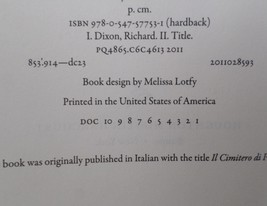 p. cm.
ISBN 978-0-547-57753-1 (hardback)
I. Dixon, Richard. II. Title.
PQ4865.C6C4613 2011
853'.914—dc23 2011028593
Book design by Melissa Lotfy
Printed in the United States of America
DOC 10 9 8 7 6 5 4 3 2 1
book was originally published in Italian with the title Il Cimitero di P